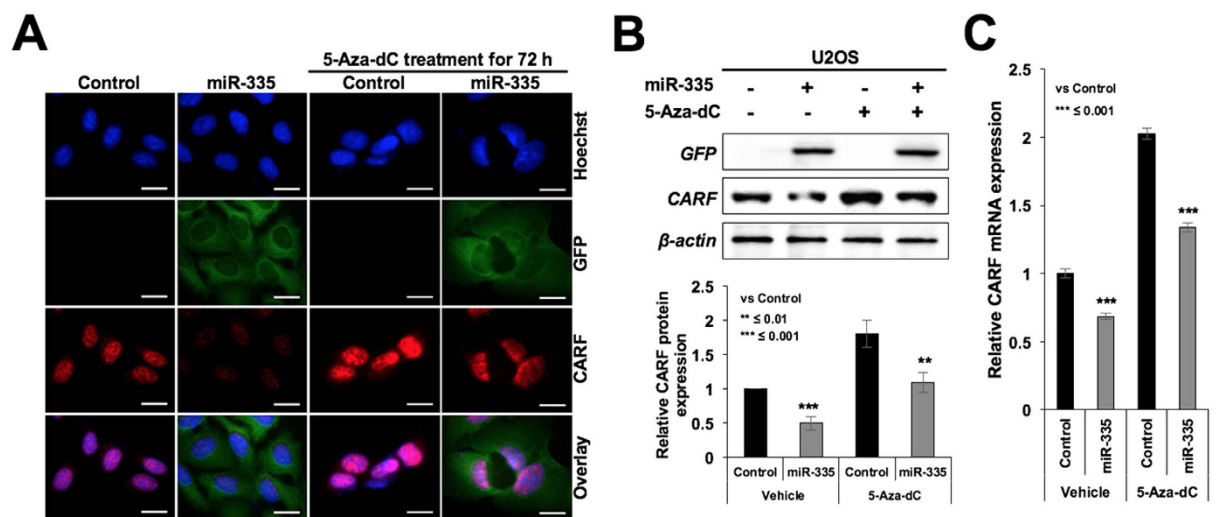 A
5-Aza-dC treatment for 72 h
Control miR-335 Control miR-335
Hoechst
GFP
CARF
Overlay
B
U2OS
miR-335 - + - +
5-Aza-dC - - + +
GFP
CARF
β-actin
Relative CARF protein
expression
2.5
2
1.5
1
0.5
0
vs Control
** ≤ 0.01
*** ≤ 0.001
***
**
Control miR-335 Control miR-335
Vehicle 5-Aza-dC
C
Relative CARF mRNA expression
2.5
2
1.5
1
0.5
0
vs Control
*** ≤ 0.001
***
***
Control miR-335 Control miR-335
Vehicle 5-Aza-dC